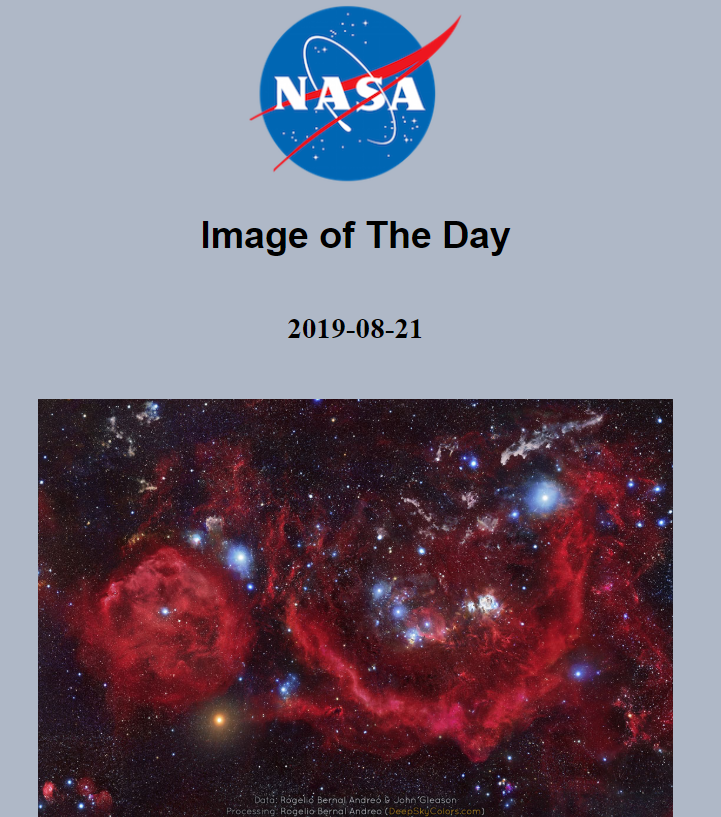 NASA
Image of The Day
2019-08-21
Data: Rogelio Bernal Andreo & John Gleason
Processing: Rogelio Bernal Andreo (DeepSkyColors.com)